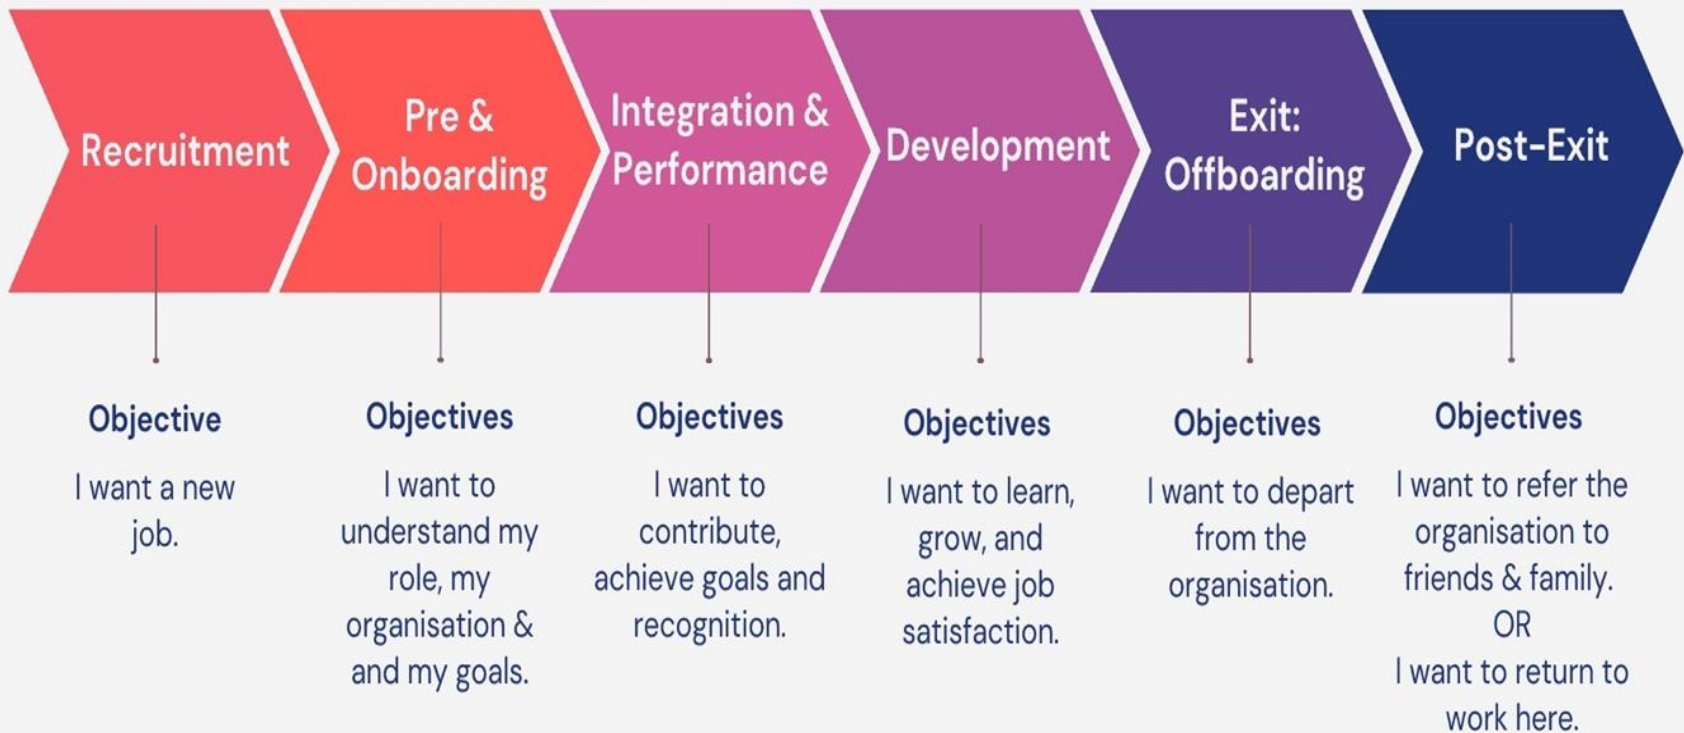 Recruitment
Pre &
Onboarding
Integration &
Performance
Development
Exit:
Offboarding
Post-Exit
Objective
I want a new
job.
Objectives
I want to
understand my
role, my
organisation &
and my goals.
Objectives
I want to
contribute,
achieve goals and
recognition.
Objectives
I want to learn,
grow, and
achieve job
satisfaction.
Objectives
I want to depart
from the
organisation.
Objectives
I want to refer the
organisation to
friends & family.
OR
I want to return to
work here.